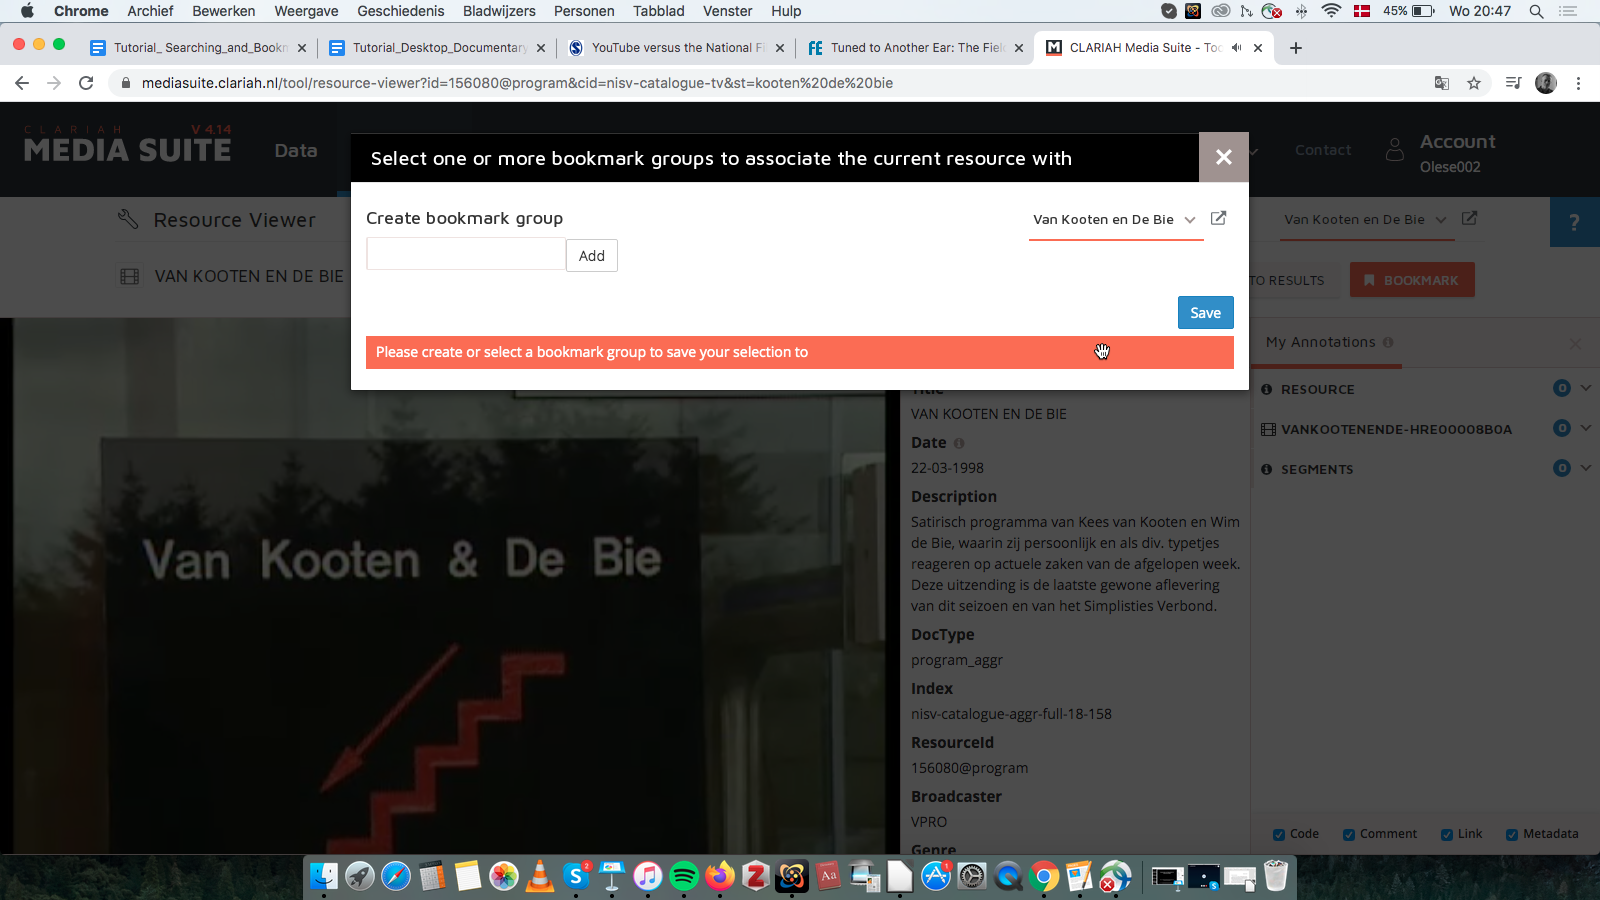 Chrome Archief Bewerken Weergave Geschiedenis Bladwijzers Personen Tabblad Venster Hulp 45% Wo 20:47
Tutorial_ Searching_and_Bookm Tutorial_Desktop_Documentary YouTube versus the National Fi Tuned to Another Ear: The Fiel CLARIAH Media Suite - Too
mediasuite.clariah.nl/tool/resource-viewer?id=156080@program&cid=nisv-catalogue-tv&st=kooten%20de%20bie
CLARIAH V 4.14
MEDIA SUITE
Data
Contact
Account
Olese002
Select one or more bookmark groups to associate the current resource with
Create bookmark group
Van Kooten en De Bie
Add
Save
Please create or select a bookmark group to save your selection to
Resource Viewer
Van Kooten en De Bie
?
VAN KOOTEN EN DE BIE
TO RESULTS
BOOKMARK
Van Kooten & De Bie
Title
VAN KOOTEN EN DE BIE
Date
22-03-1998
Description
Satirisch programma van Kees van Kooten en Wim
de Bie, waarin zij persoonlijk en als div. typetjes
reageren op actuele zaken van de afgelopen week.
Deze uitzending is de laatste gewone aflevering
van dit seizoen en van het Simplisties Verbond.
DocType
program_aggr
Index
nisv-catalogue-aggr-full-18-158
ResourceId
156080@program
Broadcaster
VPRO
Genre
My Annotations
RESOURCE 0
VANKOOTENENDE-HRE00008B0A 0
SEGMENTS 0
Code Comment Link Metadata
2
Aa
1